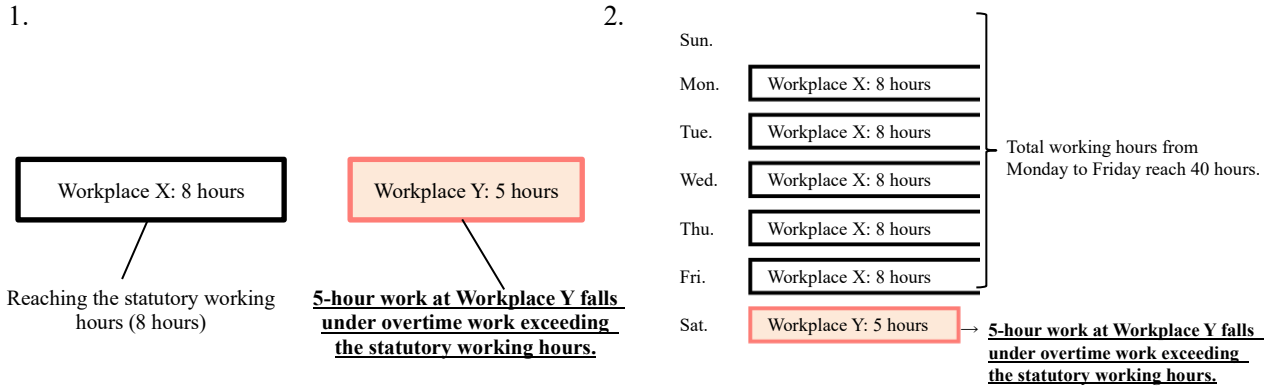 1.
Workplace X: 8 hours
Workplace Y: 5 hours
Reaching the statutory working
hours (8 hours)
5-hour work at Workplace Y falls
under overtime work exceeding
the statutory working hours.
2.
Sun.
Mon.
Workplace X: 8 hours
Tue.
Workplace X: 8 hours
Wed.
Workplace X: 8 hours
Thu.
Workplace X: 8 hours
Fri.
Workplace X: 8 hours
Total working hours from
Monday to Friday reach 40 hours.
Sat.
Workplace Y: 5 hours
→ 5-hour work at Workplace Y falls
under overtime work exceeding
the statutory working hours.